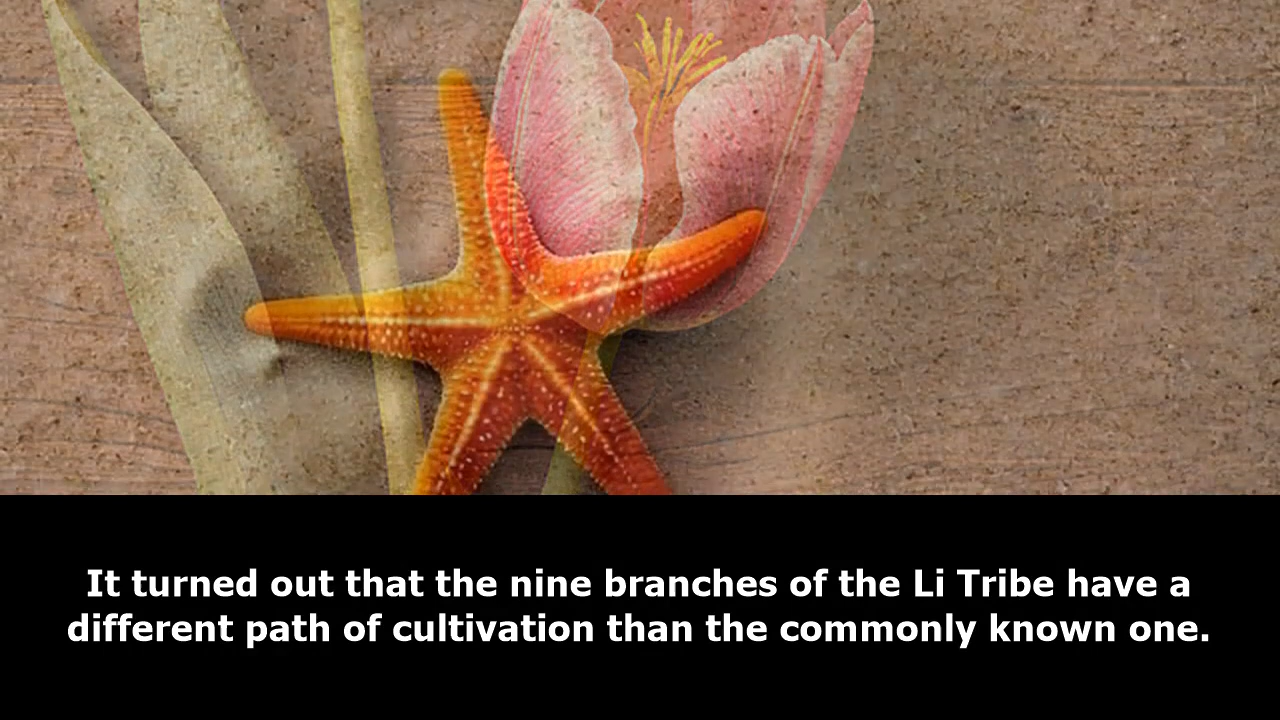 It turned out that the nine branches of the Li Tribe have a
different path of cultivation than the commonly known one.